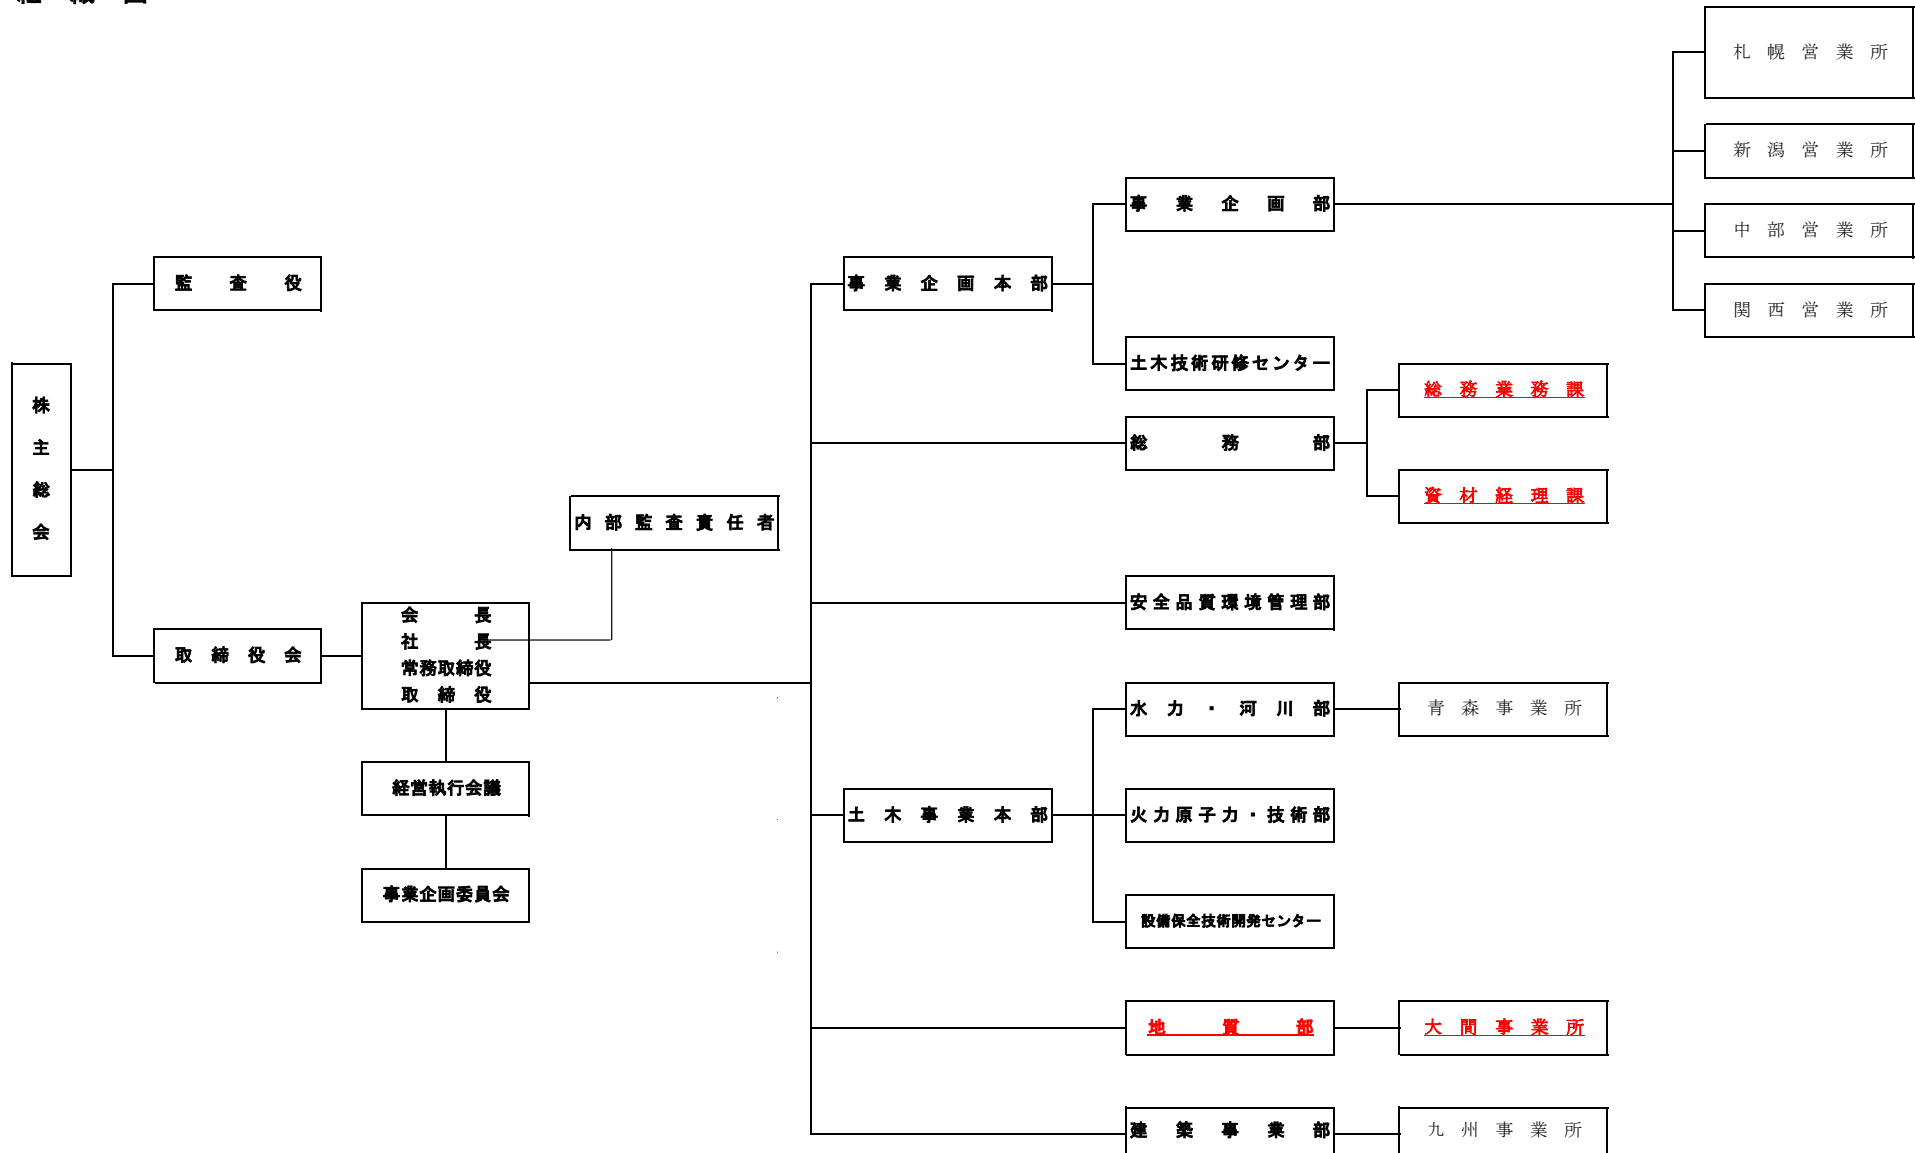 組織図
札幌営業所
新潟営業所
事業企画部
中部営業所
監査役
事業企画本部
関西営業所
土木技術研修センター
総務業務課
株主総会
総務部
資材経理課
内部監査責任者
安全品質環境管理部
会長
社長
常務取締役
取締役
取締役会
水力・河川部
青森事業所
経営執行会議
土木事業本部
火力原子力・技術部
事業企画委員会
設備保全技術開発センター
地質部
大間事業所
建築事業部
九州事業所